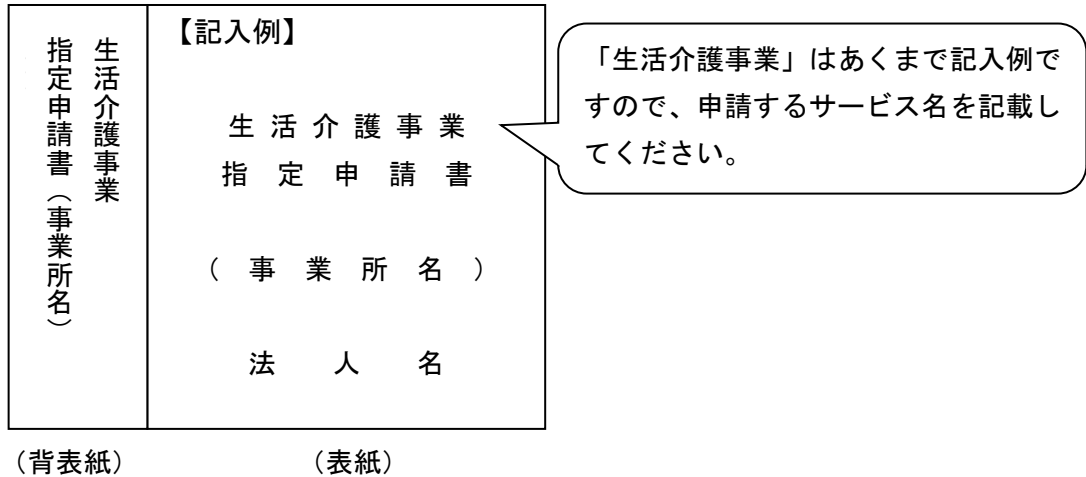 生活介護事業
指定申請書（事業所名）
【記入例】
生活介護事業
指定申請書
（事業所名）
法人名
「生活介護事業」はあくまで記入例で
すので、申請するサービス名を記載し
てください。
（背表紙）
（表紙）